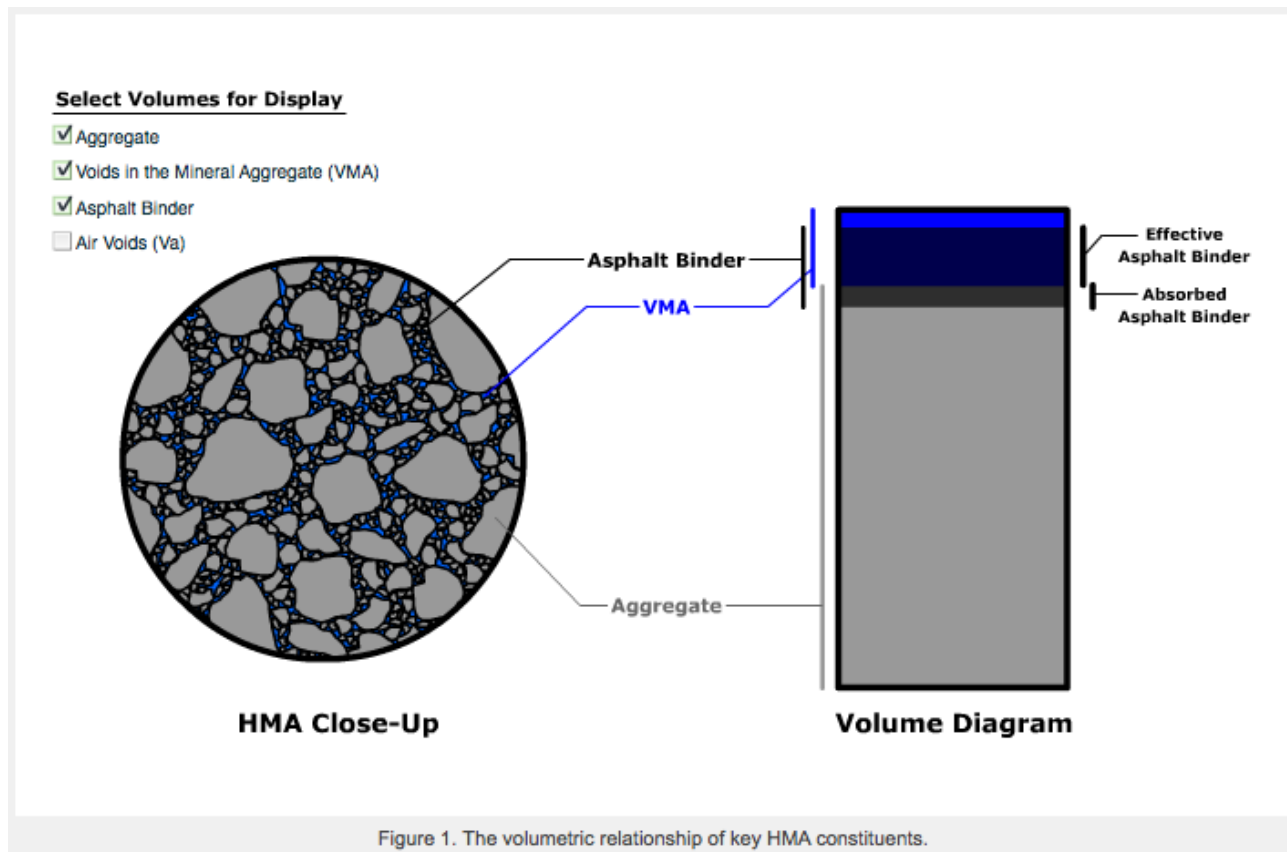 Select Volumes for Display
Aggregate
Voids in the Mineral Aggregate (VMA)
Asphalt Binder
Air Voids (Va)
Asphalt Binder
VMA
Aggregate
Effective
Asphalt Binder
Absorbed
Asphalt Binder
HMA Close-Up
Volume Diagram
Figure 1. The volumetric relationship of key HMA constituents.